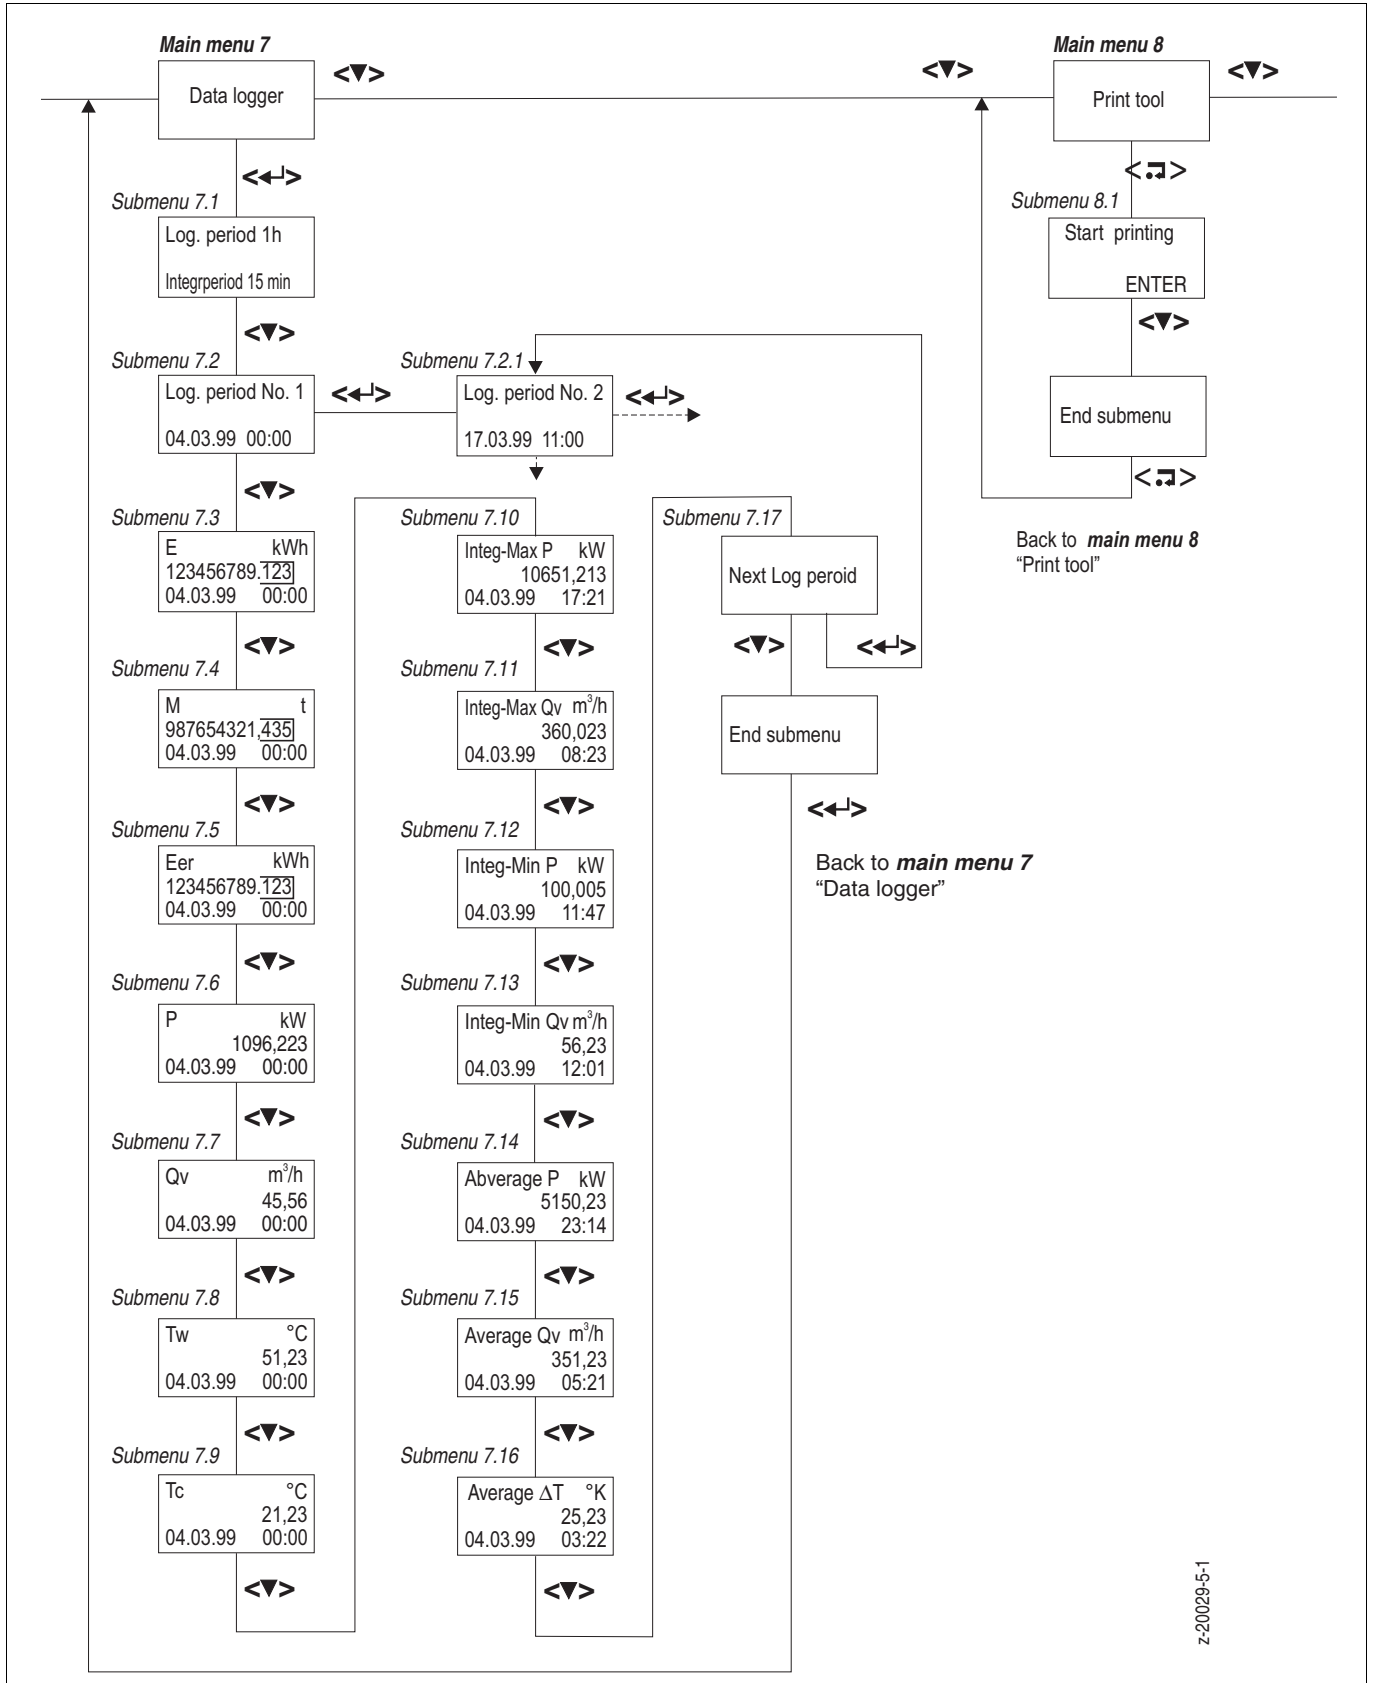 Main menu 7
Data logger
<▼>
<↵>
Submenu 7.1
Log. period 1h
Integrperiod 15 min
<▼>
Submenu 7.2
Log. period No. 1
04.03.99 00:00
<↵>
Submenu 7.2.1
Log. period No. 2
17.03.99 11:00
<↵>
<▼>
Submenu 7.3
E kWh
123456789.123
04.03.99 00:00
<▼>
Submenu 7.4
M t
987654321,435
04.03.99 00:00
<▼>
Submenu 7.5
Eer kWh
123456789.123
04.03.99 00:00
<▼>
Submenu 7.6
P kW
1096,223
04.03.99 00:00
<▼>
Submenu 7.7
Qv m³/h
45,56
04.03.99 00:00
<▼>
Submenu 7.8
Tw °C
51,23
04.03.99 00:00
<▼>
Submenu 7.9
Tc °C
21,23
04.03.99 00:00
<▼>
Submenu 7.10
Integ-Max P kW
10651,213
04.03.99 17:21
<▼>
Submenu 7.11
Integ-Max Qv m³/h
360,023
04.03.99 08:23
<▼>
Submenu 7.12
Integ-Min P kW
100,005
04.03.99 11:47
<▼>
Submenu 7.13
Integ-Min Qv m³/h
56,23
04.03.99 12:01
<▼>
Submenu 7.14
Abverage P kW
5150,23
04.03.99 23:14
<▼>
Submenu 7.15
Average Qv m³/h
351,23
04.03.99 05:21
<▼>
Submenu 7.16
Average ΔT °K
25,23
04.03.99 03:22
<▼>
Submenu 7.17
Next Log peroid
<▼>
<↵>
End submenu
<↵>
Back to main menu 7
“Data logger”
<▼>
Main menu 8
Print tool
<▼>
<↵>
Submenu 8.1
Start printing
ENTER
<▼>
End submenu
<↵>
Back to main menu 8
“Print tool”
z-20029-5-1